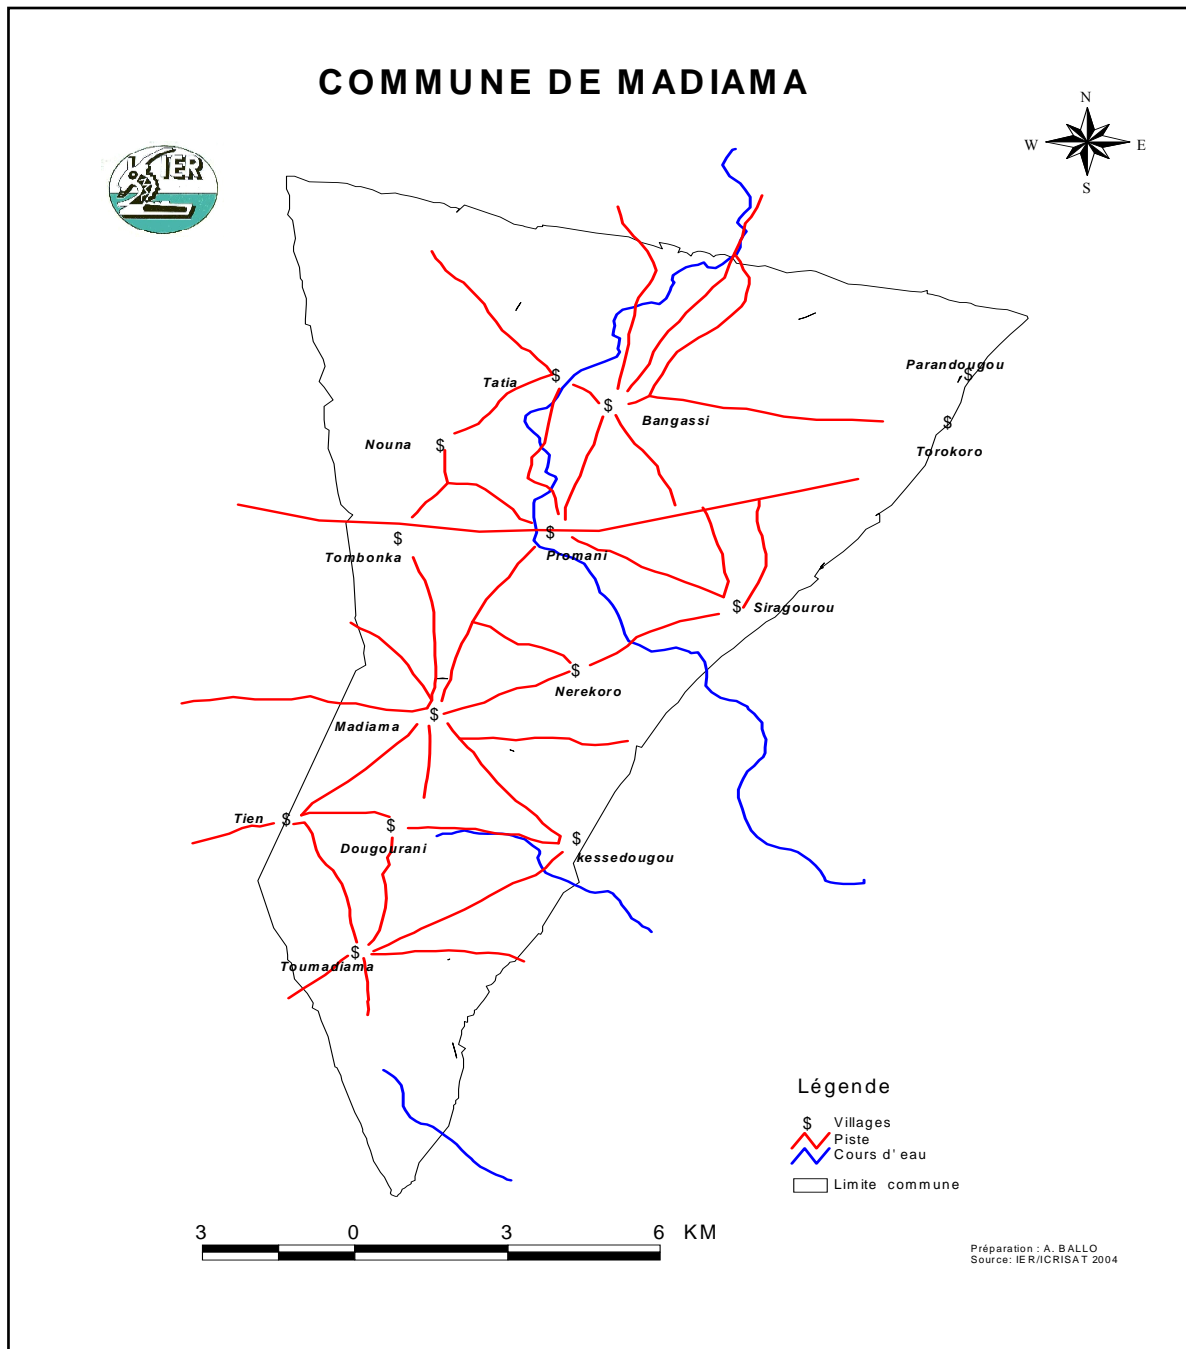 COMMUNE DE MADIAMA
N
W
E
S
IER
Parandougou
$
Tatia
$
$
Bangassi
$
Torokoro
Nouna
$
Tombonka
$
$
Promani
$
Siragourou
$
Nerekoro
Madiama
$
Tien
$
$
Dougourani
$
kessedougou
$
Toumadiama
Légende
$ Villages
Piste
Cours d' eau
Limite commune
3 0 3 6 KM
Préparation : A. BALLO
Source: IER/ICRISAT 2004